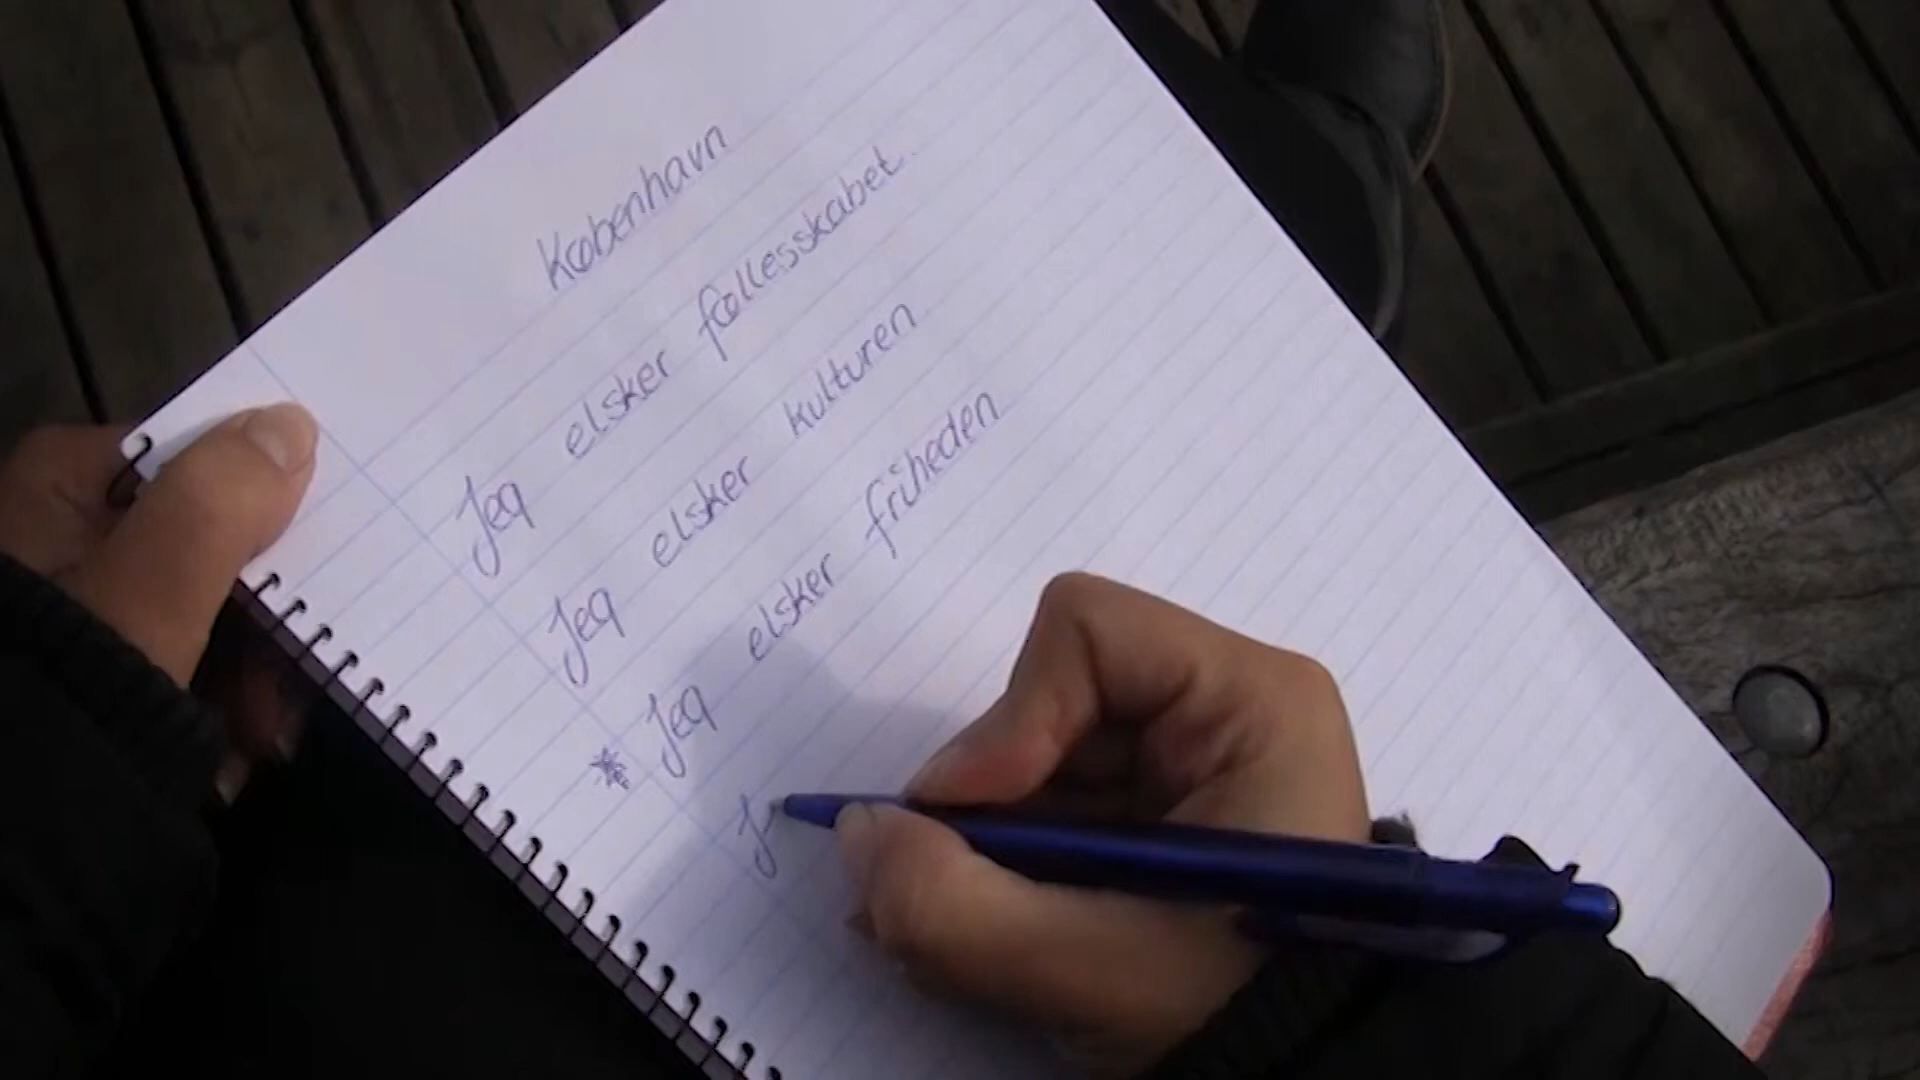 København
Jeg elsker fællesskabet.
Jeg elsker kulturen
* Jeg elsker friheden
J